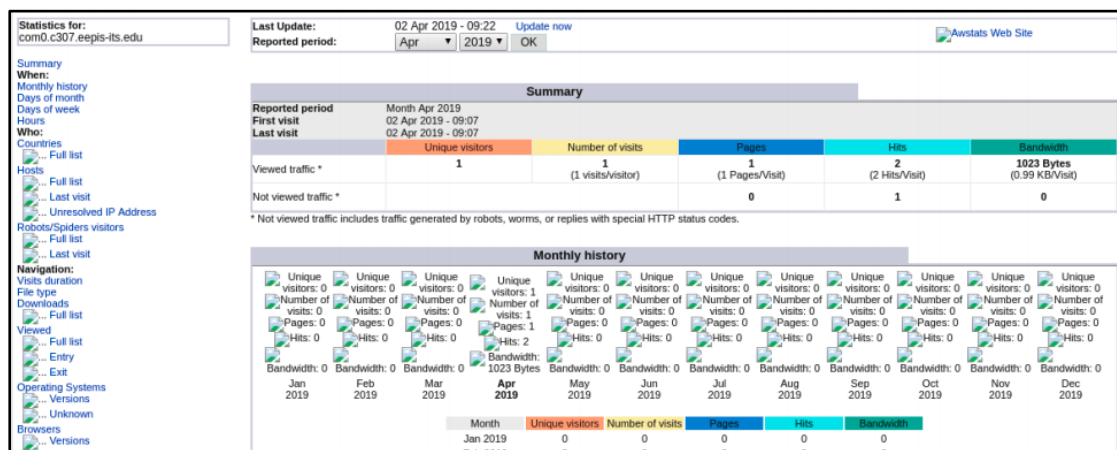 Statistics for:
com0.c307.eepis-its.edu
Summary
When:
Monthly history
Days of month
Days of week
Hours
Who:
Countries
... Full list
Hosts
... Full list
... Last visit
... Unresolved IP Address
Robots/Spiders visitors
... Full list
... Last visit
Navigation:
Visits duration
File type
Downloads
... Full list
Viewed
... Full list
... Entry
... Exit
Operating Systems
... Versions
... Unknown
Browsers
... Versions
Last Update: 02 Apr 2019 - 09:22 Update now
Reported period: Apr 2019 OK
Awstats Web Site
Summary
Reported period Month Apr 2019
First visit 02 Apr 2019 - 09:07
Last visit 02 Apr 2019 - 09:07
Unique visitors Number of visits Pages Hits Bandwidth
Viewed traffic * 1 1 1 2 1023 Bytes
(1 visits/visitor) (1 Pages/Visit) (2 Hits/Visit) (0.99 KB/Visit)
Not viewed traffic * 0 1 0
* Not viewed traffic includes traffic generated by robots, worms, or replies with special HTTP status codes.
Monthly history
Unique Unique Unique Unique Unique Unique Unique Unique Unique Unique Unique Unique
visitors: 0 visitors: 0 visitors: 0 visitors: 1 visitors: 0 visitors: 0 visitors: 0 visitors: 0 visitors: 0 visitors: 0 visitors: 0 visitors: 0
Number of Number of Number of Number of Number of Number of Number of Number of Number of Number of Number of Number of
visits: 0 visits: 0 visits: 0 visits: 1 visits: 0 visits: 0 visits: 0 visits: 0 visits: 0 visits: 0 visits: 0 visits: 0
Pages: 0 Pages: 0 Pages: 0 Pages: 1 Pages: 0 Pages: 0 Pages: 0 Pages: 0 Pages: 0 Pages: 0 Pages: 0 Pages: 0
Hits: 0 Hits: 0 Hits: 0 Hits: 2 Hits: 0 Hits: 0 Hits: 0 Hits: 0 Hits: 0 Hits: 0 Hits: 0 Hits: 0
Bandwidth: 0 Bandwidth: 0 Bandwidth: 0 Bandwidth: 1023 Bytes Bandwidth: 0 Bandwidth: 0 Bandwidth: 0 Bandwidth: 0 Bandwidth: 0 Bandwidth: 0 Bandwidth: 0 Bandwidth: 0
Jan Feb Mar Apr May Jun Jul Aug Sep Oct Nov Dec
2019 2019 2019 2019 2019 2019 2019 2019 2019 2019 2019 2019
Month Unique visitors Number of visits Pages Hits Bandwidth
Jan 2019 0 0 0 0 0